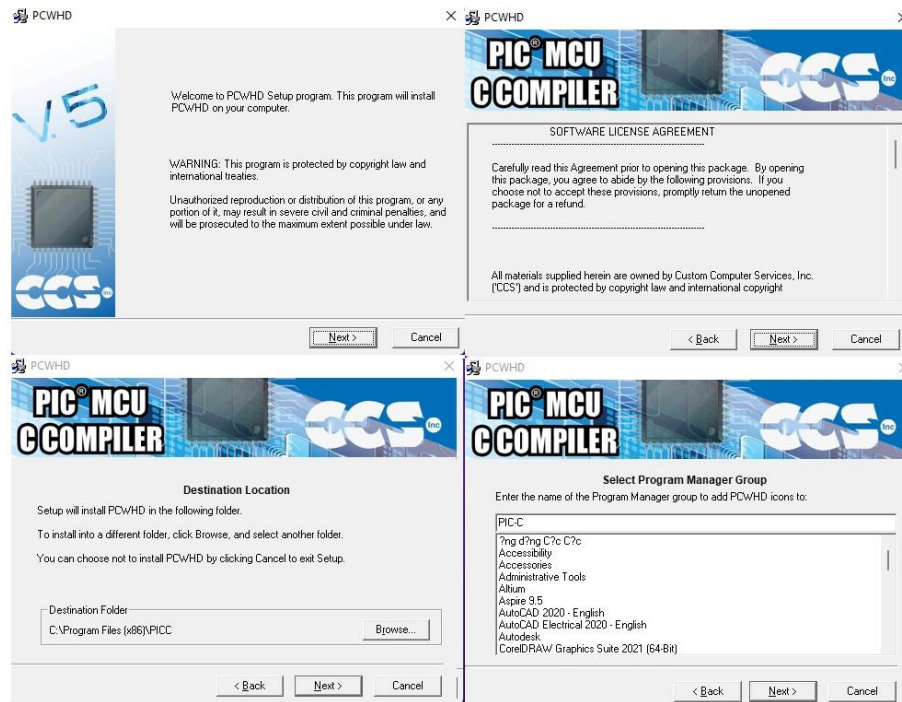 PCWHD
V.5
CCS
Welcome to PCWHD Setup program. This program will install
PCWHD on your computer.
WARNING: This program is protected by copyright law and
international treaties.
Unauthorized reproduction or distribution of this program, or any
portion of it, may result in severe civil and criminal penalties, and
will be prosecuted to the maximum extent possible under law.
Next >
Cancel
PCWHD
PIC® MCU
C COMPILER
CCS Inc
SOFTWARE LICENSE AGREEMENT
Carefully read this Agreement prior to opening this package. By opening
this package, you agree to abide by the following provisions. If you
choose not to accept these provisions, promptly return the unopened
package for a refund.
All materials supplied herein are owned by Custom Computer Services, Inc.
('CCS') and is protected by copyright law and international copyright
< Back
Next >
Cancel
PCWHD
PIC® MCU
C COMPILER
CCS Inc
Destination Location
Setup will install PCWHD in the following folder.
To install into a different folder, click Browse, and select another folder.
You can choose not to install PCWHD by clicking Cancel to exit Setup.
Destination Folder
C:\Program Files (x86)\PICC
Browse...
< Back
Next >
Cancel
PCWHD
PIC® MCU
C COMPILER
CCS Inc
Select Program Manager Group
Enter the name of the Program Manager group to add PCWHD icons to:
PIC-C
?ng d?ng C?c C?c
Accessibility
Accessories
Administrative Tools
Altium
Aspire 9.5
AutoCAD 2020 - English
AutoCAD Electrical 2020 - English
Autodesk
CorelDRAW Graphics Suite 2021 (64-Bit)
< Back
Next >
Cancel